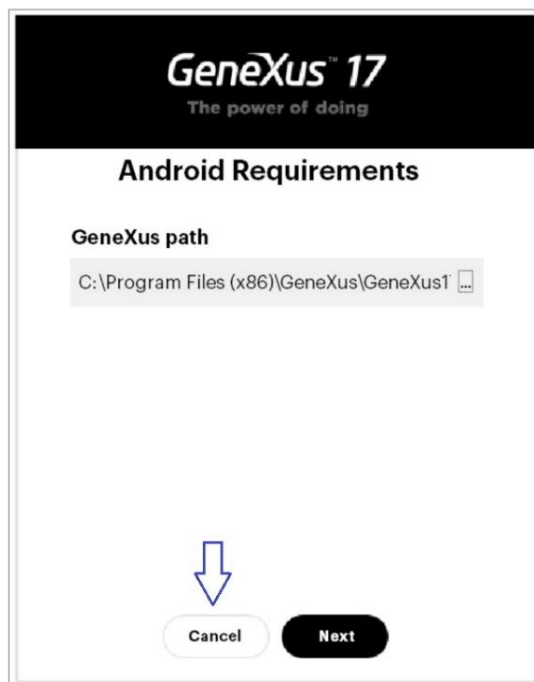 GeneXus™ 17
The power of doing
Android Requirements
GeneXus path
C:\Program Files (x86)\GeneXus\GeneXus1
...
Cancel
Next